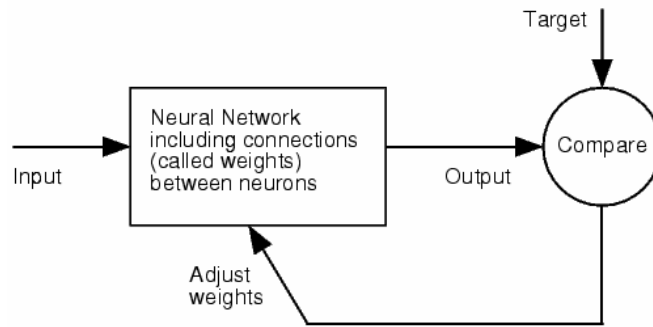 Target
Neural Network
including connections
(called weights)
between neurons
Compare
Input
Output
Adjust
weights